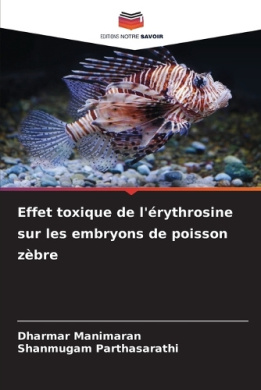 EDITIONS NOTRE SAVOIR
Effet toxique de l'érythrosine
sur les embryons de poisson
zèbre
Dharmar Manimaran
Shanmugam Parthasarathi